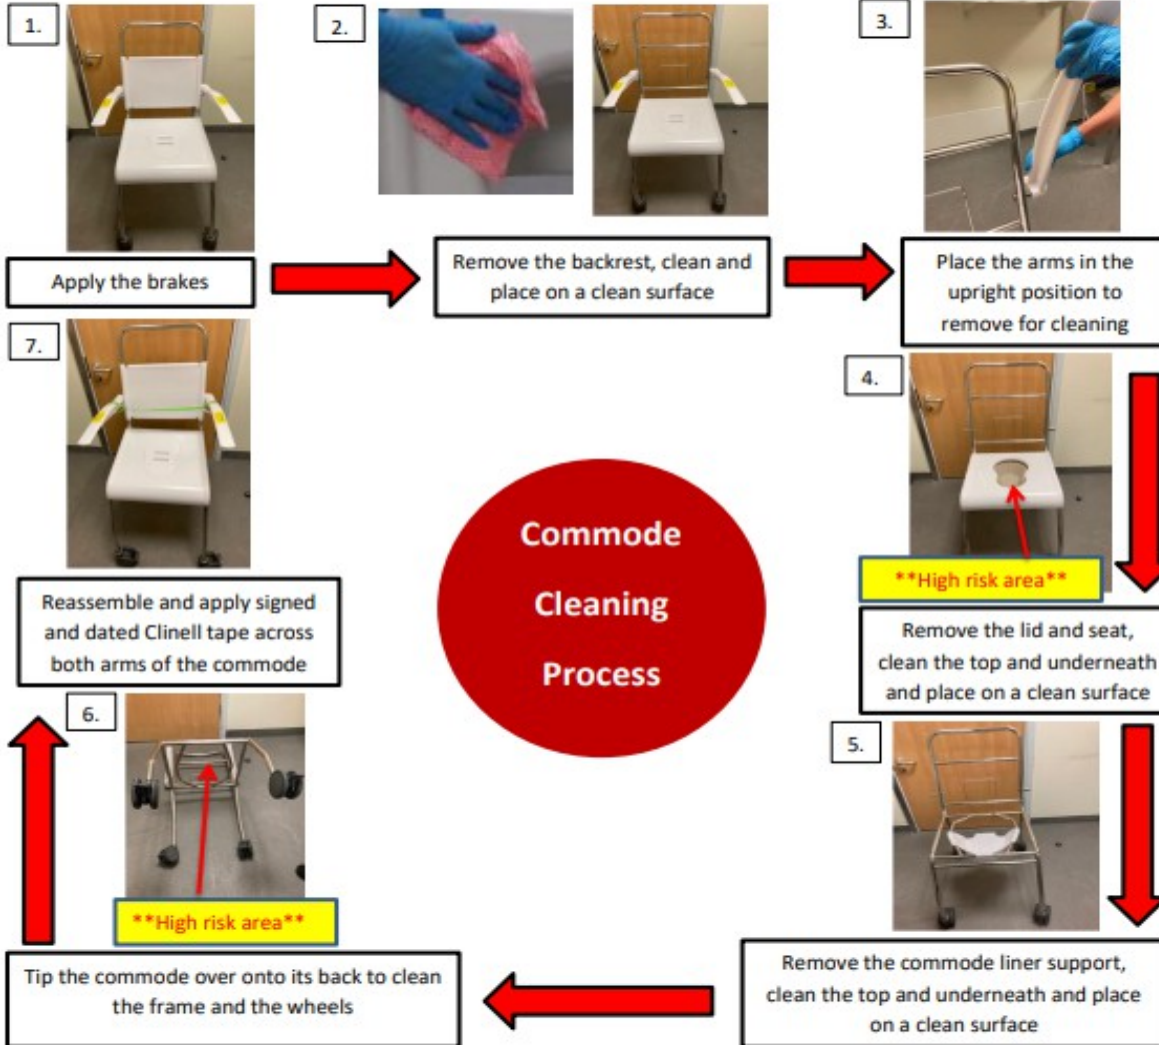 1.
2.
3.
Apply the brakes
Remove the backrest, clean and
place on a clean surface
Place the arms in the
upright position to
remove for cleaning
4.
**High risk area**
Remove the lid and seat,
clean the top and underneath
and place on a clean surface
5.
Remove the commode liner support,
clean the top and underneath and place
on a clean surface
6.
**High risk area**
Tip the commode over onto its back to clean
the frame and the wheels
7.
Reassemble and apply signed
and dated Clinell tape across
both arms of the commode
Commode
Cleaning
Process